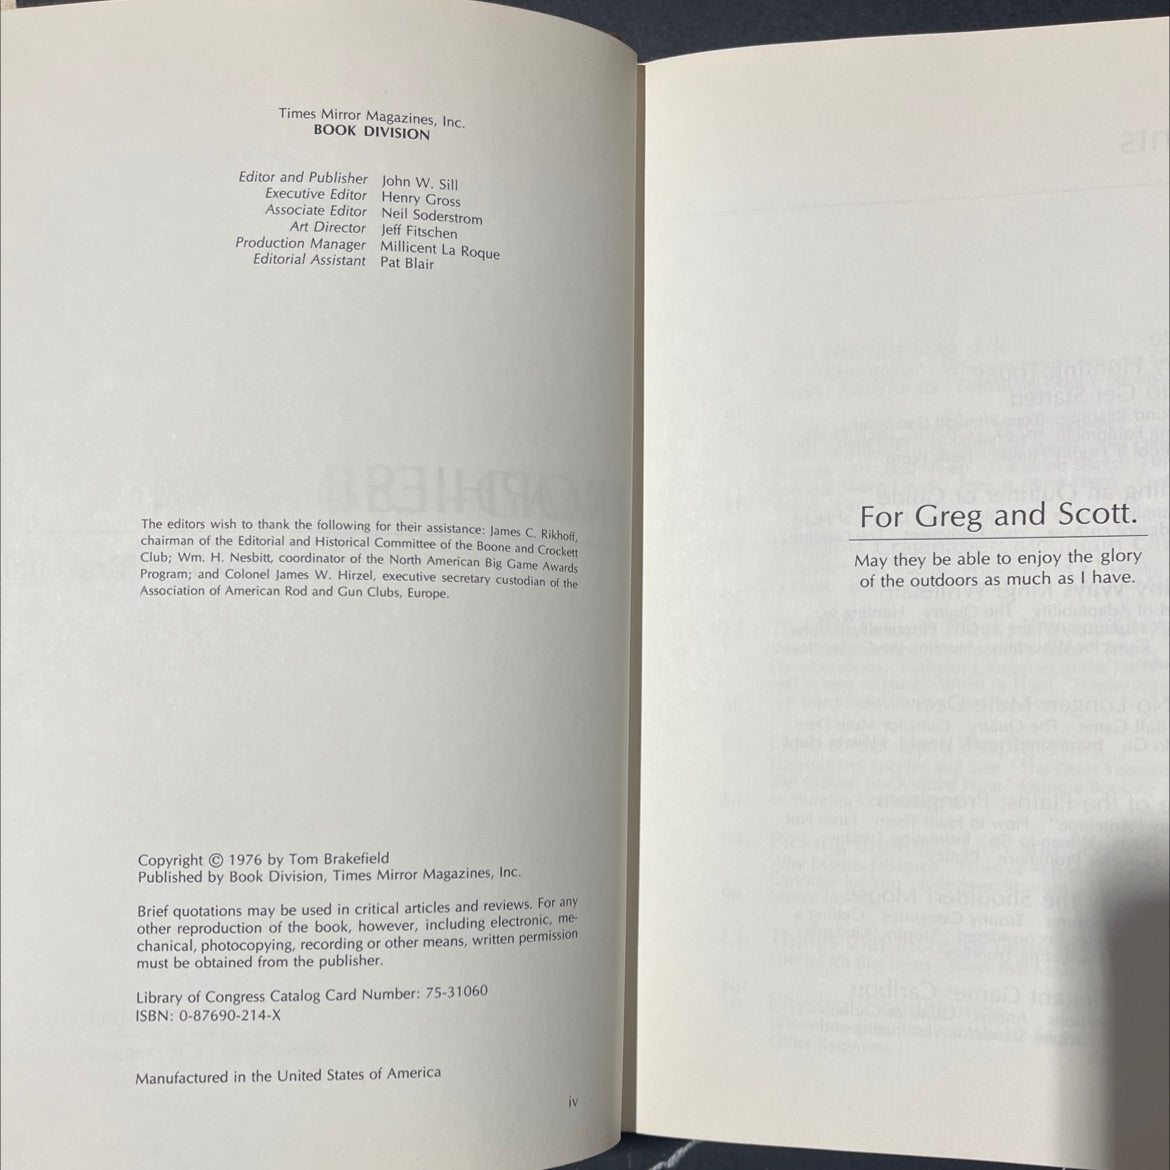 Times Mirror Magazines, Inc.
BOOK DIVISION
Editor and Publisher John W. Sill
Executive Editor Henry Gross
Associate Editor Neil Soderstrom
Art Director Jeff Fitschen
Production Manager Millicent La Roque
Editorial Assistant Pat Blair
The editors wish to thank the following for their assistance: James C. Rikhoff,
chairman of the Editorial and Historical Committee of the Boone and Crockett
Club; Wm. H. Nesbitt, coordinator of the North American Big Game Awards
Program; and Colonel James W. Hirzel, executive secretary custodian of the
Association of American Rod and Gun Clubs, Europe.
Copyright © 1976 by Tom Brakefield
Published by Book Division, Times Mirror Magazines, Inc.
Brief quotations may be used in critical articles and reviews. For any
other reproduction of the book, however, including electronic, me-
chanical, photocopying, recording or other means, written permission
must be obtained from the publisher.
Library of Congress Catalog Card Number: 75-31060
ISBN: 0-87690-214-X
Manufactured in the United States of America
iv
For Greg and Scott.
May they be able to enjoy the glory
of the outdoors as much as I have.